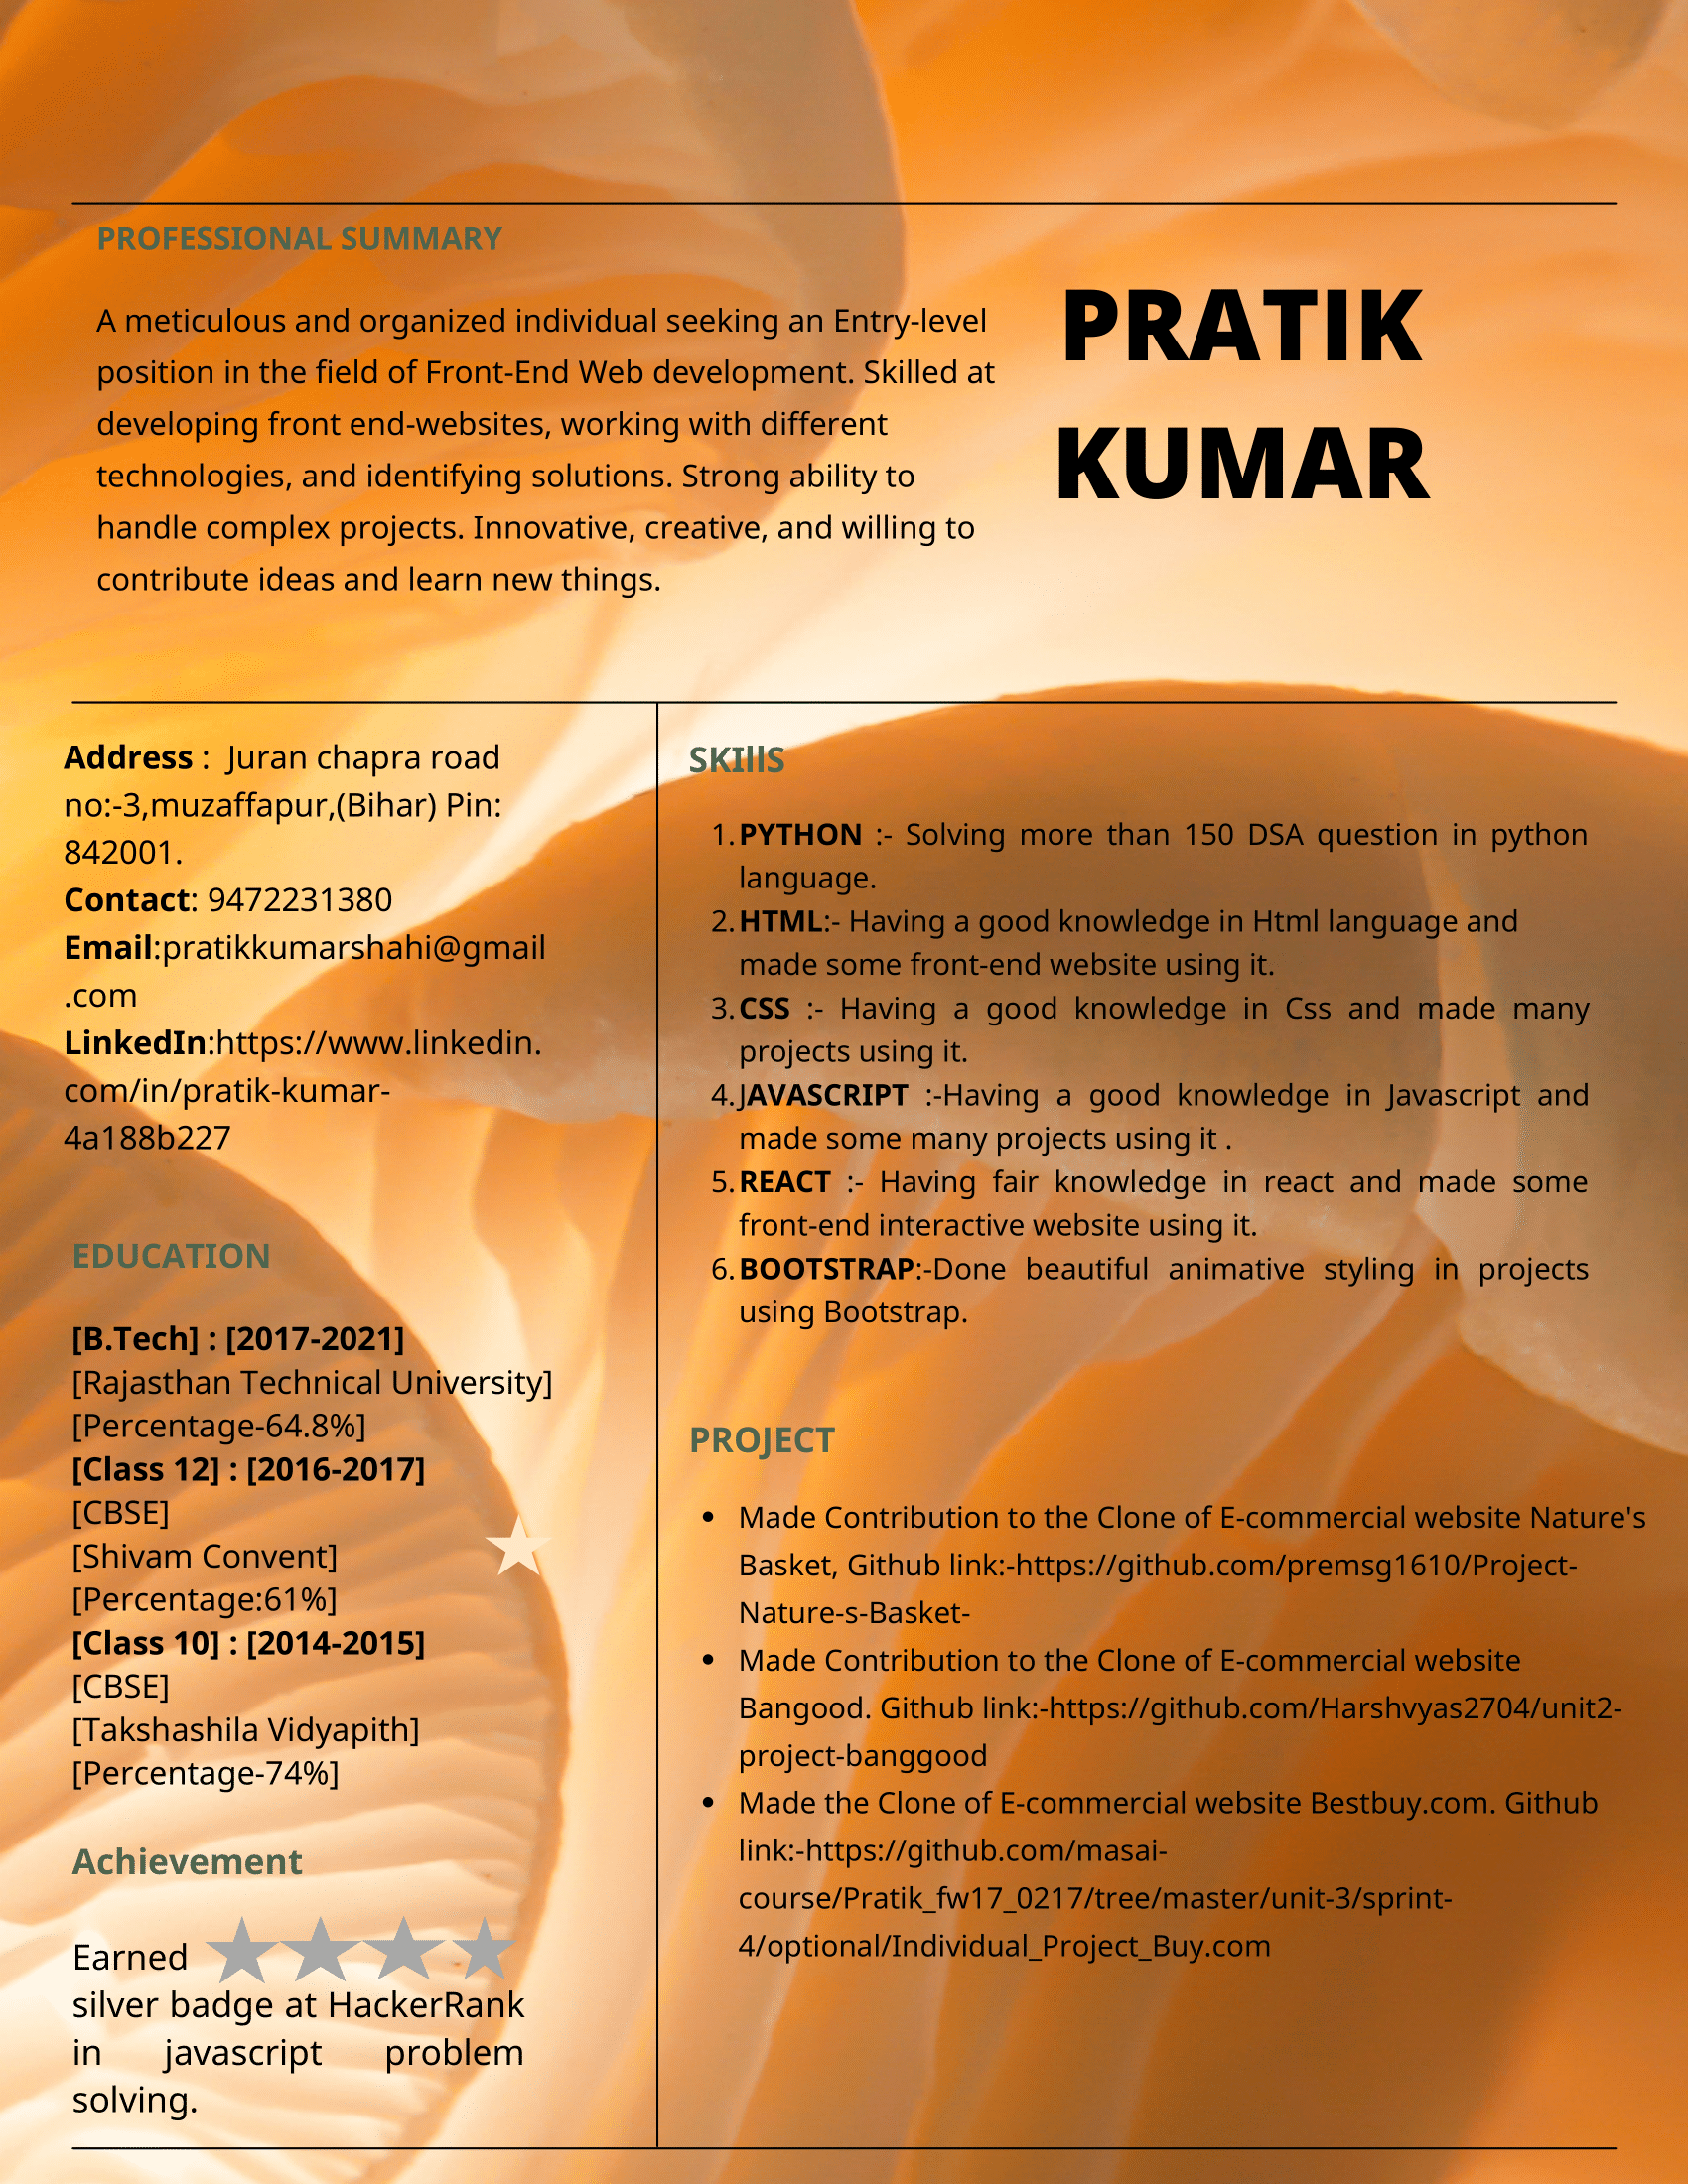 PROFESSIONAL SUMMARY
A meticulous and organized individual seeking an Entry-level
position in the field of Front-End Web development. Skilled at
developing front end-websites, working with different
technologies, and identifying solutions. Strong ability to
handle complex projects. Innovative, creative, and willing to
contribute ideas and learn new things.
PRATIK
KUMAR
Address :  Juran chapra road
no:-3,muzaffapur,(Bihar) Pin:
842001.
Contact: 9472231380
Email:pratikkumarshahi@gmail
.com
LinkedIn:https://www.linkedin.
com/in/pratik-kumar-
4a188b227
EDUCATION
[B.Tech] : [2017-2021]
[Rajasthan Technical University]
[Percentage-64.8%]
[Class 12] : [2016-2017]
[CBSE]
[Shivam Convent]
[Percentage:61%]
[Class 10] : [2014-2015]
[CBSE]
[Takshashila Vidyapith]
[Percentage-74%]
Achievement
Earned
silver badge at HackerRank
in javascript problem
solving.
SKIllS
1. PYTHON :- Solving more than 150 DSA question in python
language.
2. HTML:- Having a good knowledge in Html language and
made some front-end website using it.
3. CSS :- Having a good knowledge in Css and made many
projects using it.
4. JAVASCRIPT :-Having a good knowledge in Javascript and
made some many projects using it .
5. REACT :- Having fair knowledge in react and made some
front-end interactive website using it.
6. BOOTSTRAP:-Done beautiful animative styling in projects
using Bootstrap.
PROJECT
• Made Contribution to the Clone of E-commercial website Nature's
Basket, Github link:-https://github.com/premsg1610/Project-
Nature-s-Basket-
• Made Contribution to the Clone of E-commercial website
Bangood. Github link:-https://github.com/Harshvyas2704/unit2-
project-banggood
• Made the Clone of E-commercial website Bestbuy.com. Github
link:-https://github.com/masai-
course/Pratik_fw17_0217/tree/master/unit-3/sprint-
4/optional/Individual_Project_Buy.com